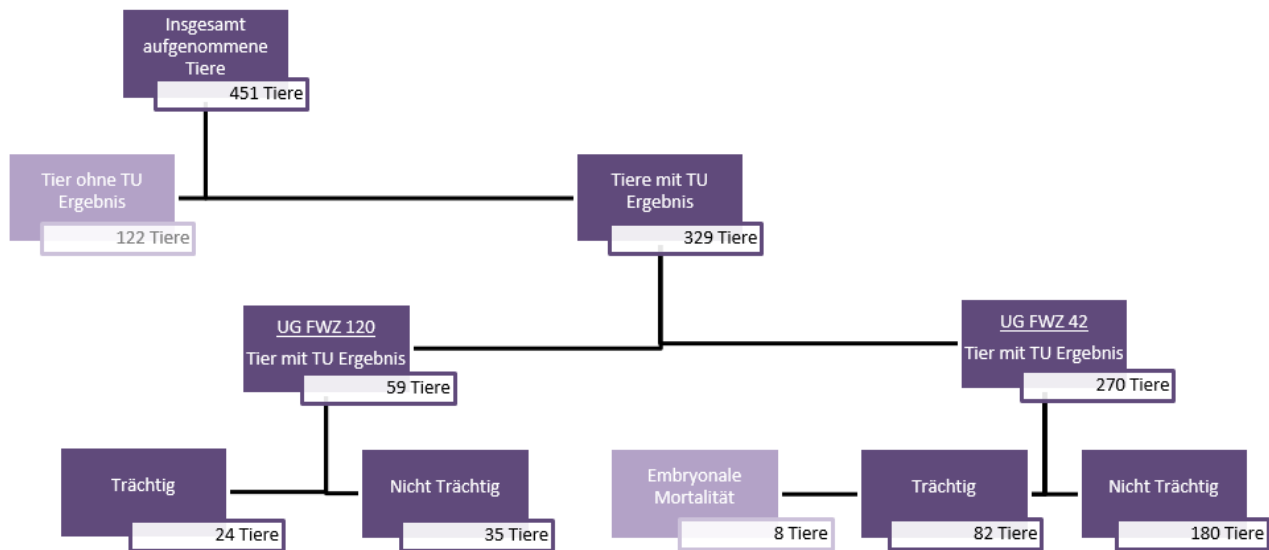 Insgesamt
aufgenommene
Tiere
451 Tiere
Tier ohne TU
Ergebnis
122 Tiere
Tiere mit TU
Ergebnis
329 Tiere
UG FWZ 120
Tier mit TU Ergebnis
59 Tiere
UG FWZ 42
Tier mit TU Ergebnis
270 Tiere
Trächtig
24 Tiere
Nicht Trächtig
35 Tiere
Embryonale
Mortalität
8 Tiere
Trächtig
82 Tiere
Nicht Trächtig
180 Tiere